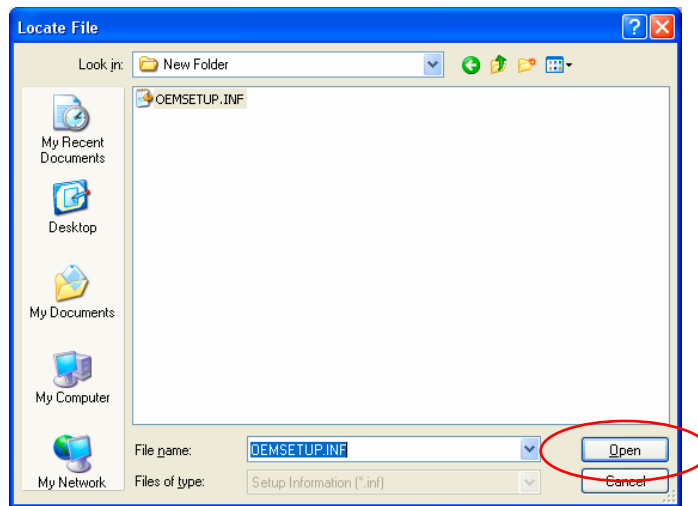 Locate File
Look in:
New Folder
OEMSETUP.INF
My Recent
Documents
Desktop
My Documents
My Computer
My Network
File name:
OEMSETUP.INF
Open
Files of type:
Setup Information (*.inf)
Cancel